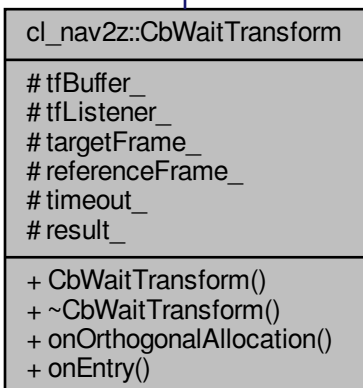 cl_nav2z::CbWaitTransform
# tfBuffer_
# tfListener_
# targetFrame_
# referenceFrame_
# timeout_
# result_
+ CbWaitTransform()
+ ~CbWaitTransform()
+ onOrthogonalAllocation()
+ onEntry()